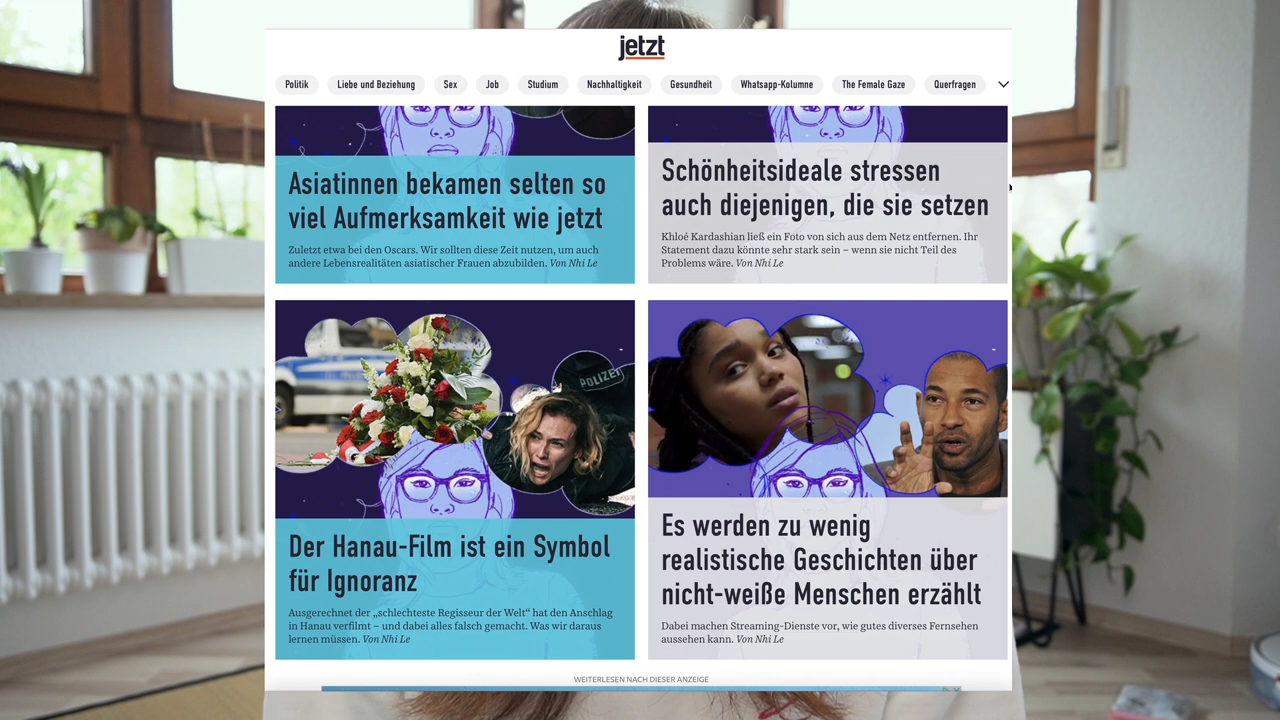 jetzt
Politik
Liebe und Beziehung
Sex
Job
Studium
Nachhaltigkeit
Gesundheit
Whatsapp-Kolumne
The Female Gaze
Querfragen
Asiatinnen bekamen selten so
viel Aufmerksamkeit wie jetzt
Zuletzt etwa bei den Oscars. Wir sollten diese Zeit nutzen, um auch
andere Lebensrealitäten asiatischer Frauen abzubilden. Von Nhi Le
Schönheitsideale stressen
auch diejenigen, die sie setzen
Khloé Kardashian ließ ein Foto von sich aus dem Netz entfernen. Ihr
Statement dazu könnte sehr stark sein – wenn sie nicht Teil des
Problems wäre. Von Nhi Le
POLIZEI
Der Hanau-Film ist ein Symbol
für Ignoranz
Ausgerechnet der „schlechteste Regisseur der Welt“ hat den Anschlag
in Hanau verfilmt – und dabei alles falsch gemacht. Was wir daraus
lernen müssen. Von Nhi Le
Es werden zu wenig
realistische Geschichten über
nicht-weiße Menschen erzählt
Dabei machen Streaming-Dienste vor, wie gutes diverses Fernsehen
aussehen kann. Von Nhi Le
WEITERLESEN NACH DIESER ANZEIGE